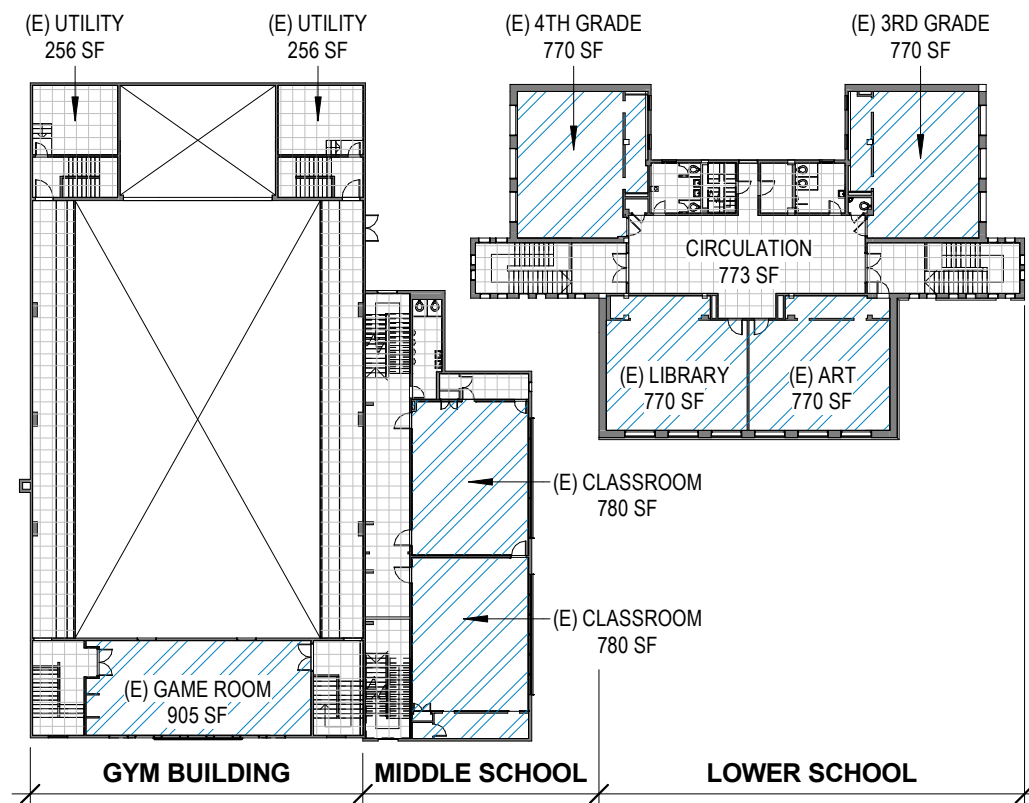 (E) UTILITY
256 SF
(E) UTILITY
256 SF
(E) 4TH GRADE
770 SF
(E) 3RD GRADE
770 SF
CIRCULATION
773 SF
(E) LIBRARY
770 SF
(E) ART
770 SF
(E) CLASSROOM
780 SF
(E) CLASSROOM
780 SF
(E) GAME ROOM
905 SF
GYM BUILDING
MIDDLE SCHOOL
LOWER SCHOOL